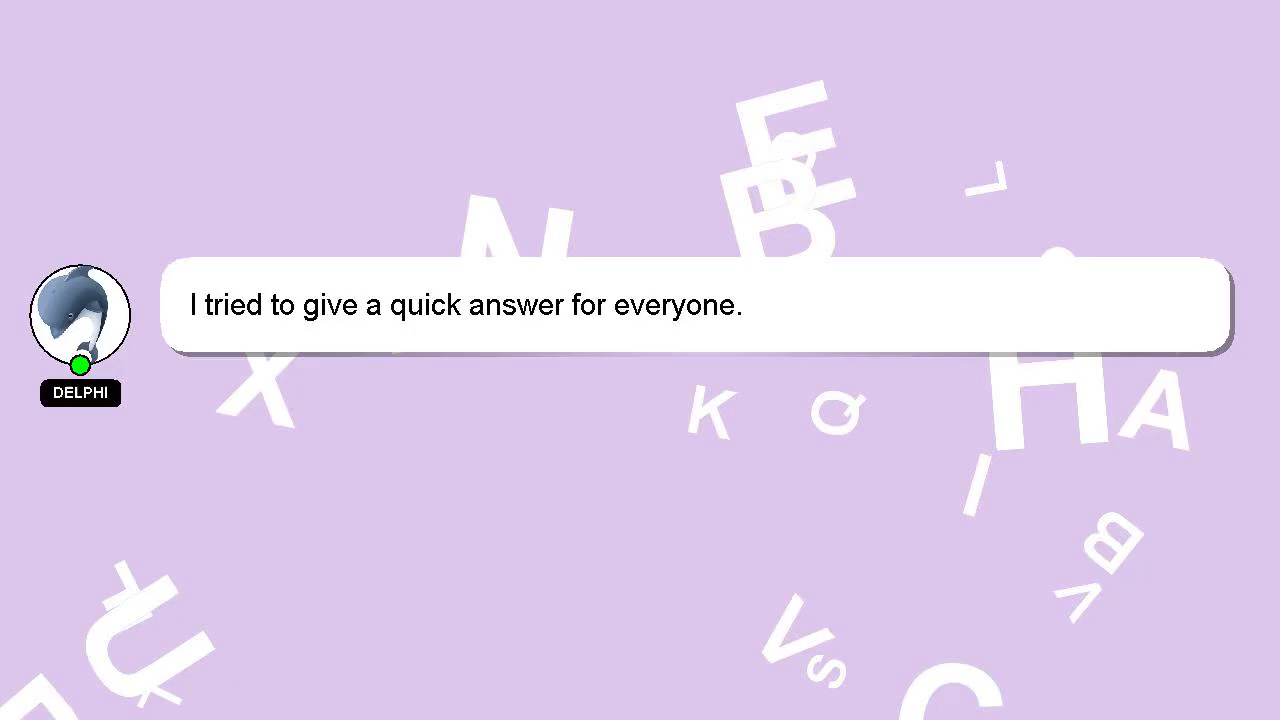 E
B
L
N
I tried to give a quick answer for everyone.
DELPHI
X
K
Q
H
A
I
B
V
U
V
S
C